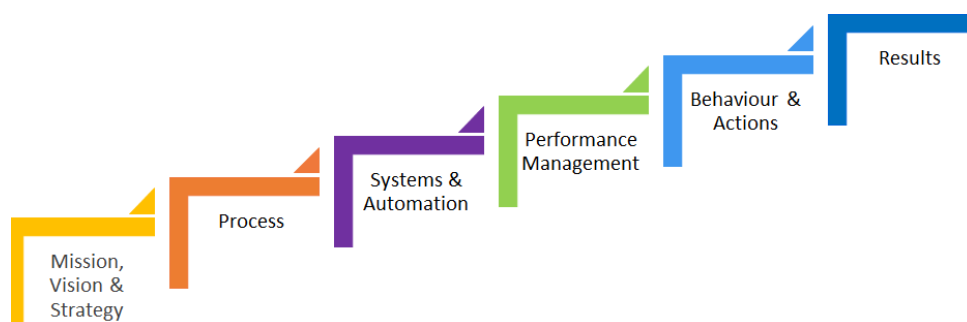 Mission,
Vision &
Strategy
Process
Systems &
Automation
Performance
Management
Behaviour &
Actions
Results